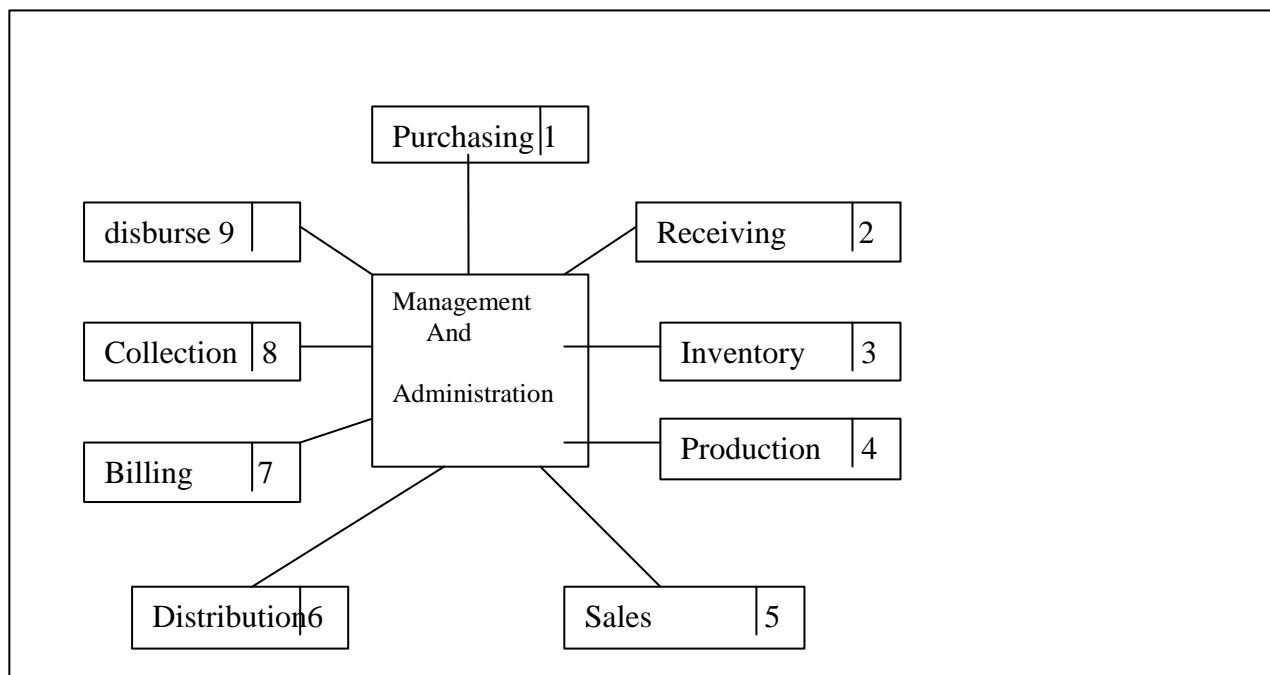 Purchasing 1
disburse 9
Receiving 2
Management
And
Administration
Collection 8
Inventory 3
Billing 7
Production 4
Distribution6
Sales 5